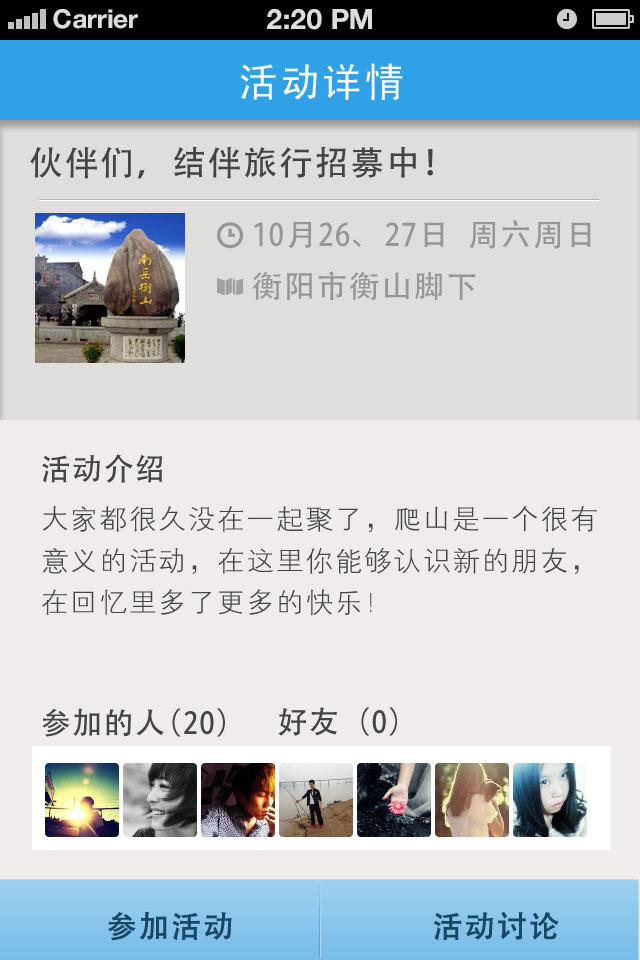 Carrier 2:20 PM
活动详情
伙伴们，结伴旅行招募中！
南岳衡山
10月26、27日 周六周日
衡阳市衡山脚下
活动介绍
大家都很久没在一起聚了，爬山是一个很有
意义的活动，在这里你能够认识新的朋友，
在回忆里多了更多的快乐！
参加的人(20) 好友 (0)
参加活动 活动讨论